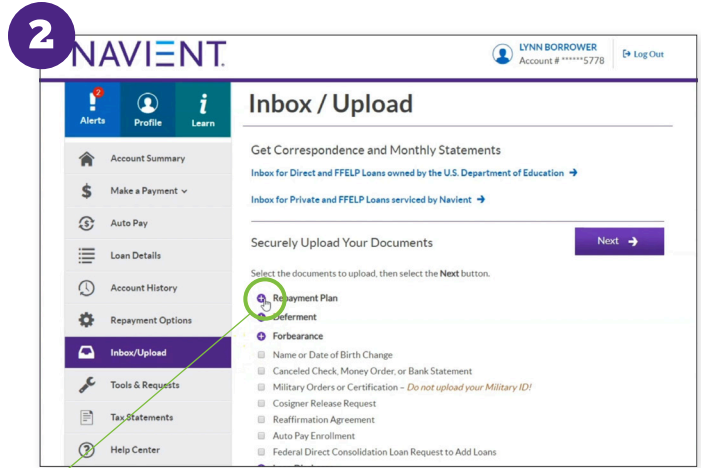 2
NAVIENT.
LYNN BORROWER
Account # ******5778
Log Out
2
Alerts
Profile
i
Learn
Inbox / Upload
Account Summary
$ Make a Payment
Auto Pay
Loan Details
Account History
Repayment Options
Inbox/Upload
Tools & Requests
Tax Statements
Help Center
Get Correspondence and Monthly Statements
Inbox for Direct and FFELP Loans owned by the U.S. Department of Education →
Inbox for Private and FFELP Loans serviced by Navient →
Securely Upload Your Documents
Next →
Select the documents to upload, then select the Next button.
Repayment Plan
Deferment
Forbearance
Name or Date of Birth Change
Canceled Check, Money Order, or Bank Statement
Military Orders or Certification – Do not upload your Military ID!
Cosigner Release Request
Reaffirmation Agreement
Auto Pay Enrollment
Federal Direct Consolidation Loan Request to Add Loans